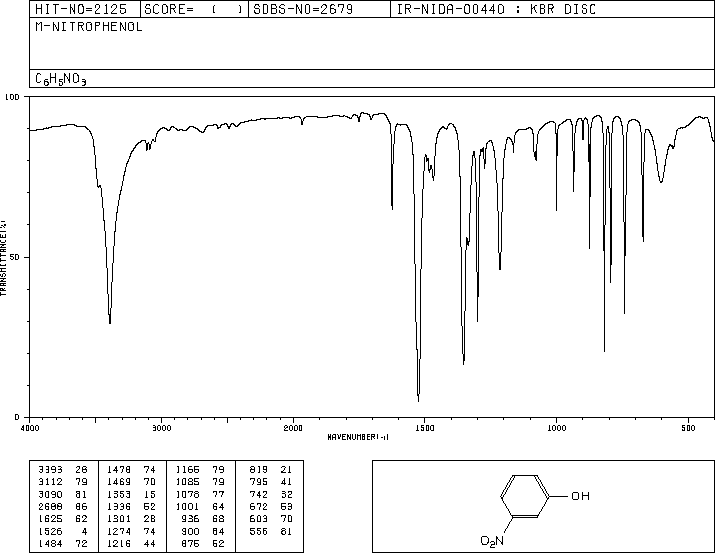 HIT-NO=2125 SCORE= ( ) SDBS-NO=2679 IR-NIDA-00440 : KBR DISC
M-NITROPHENOL
C6H5NO3
100
50
0
TRANSMITTANCE(%)
4000 3000 2000 1500 1000 500
WAVENUMBER(-1)
3393 28 1478 74 1166 79 819 21
3112 79 1469 70 1085 79 795 41
3090 81 1353 15 1078 77 742 32
2688 86 1336 52 1001 64 672 53
1625 62 1301 28 936 68 603 70
1526 4 1274 74 900 84 556 81
1484 72 1216 44 875 52
OH
O2N